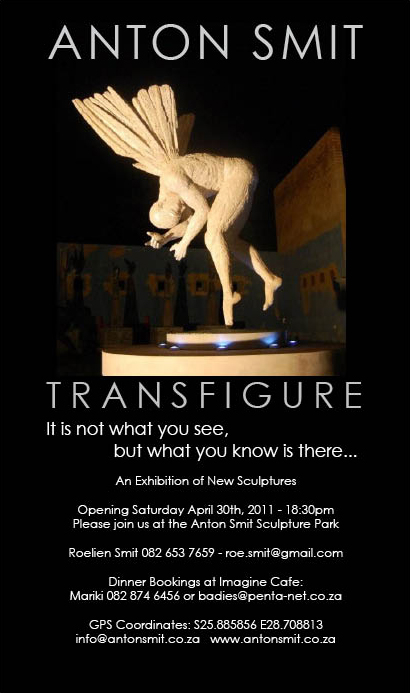 ANTON SMIT
TRANSFIGURE
It is not what you see,
but what you know is there...
An Exhibition of New Sculptures
Opening Saturday April 30th, 2011 - 18:30pm
Please join us at the Anton Smit Sculpture Park
Roelien Smit 082 653 7659 - roe.smit@gmail.com
Dinner Bookings at Imagine Cafe:
Mariki 082 874 6456 or badies@penta-net.co.za
GPS Coordinates: S25.885856 E28.708813
info@antonsmit.co.za www.antonsmit.co.za